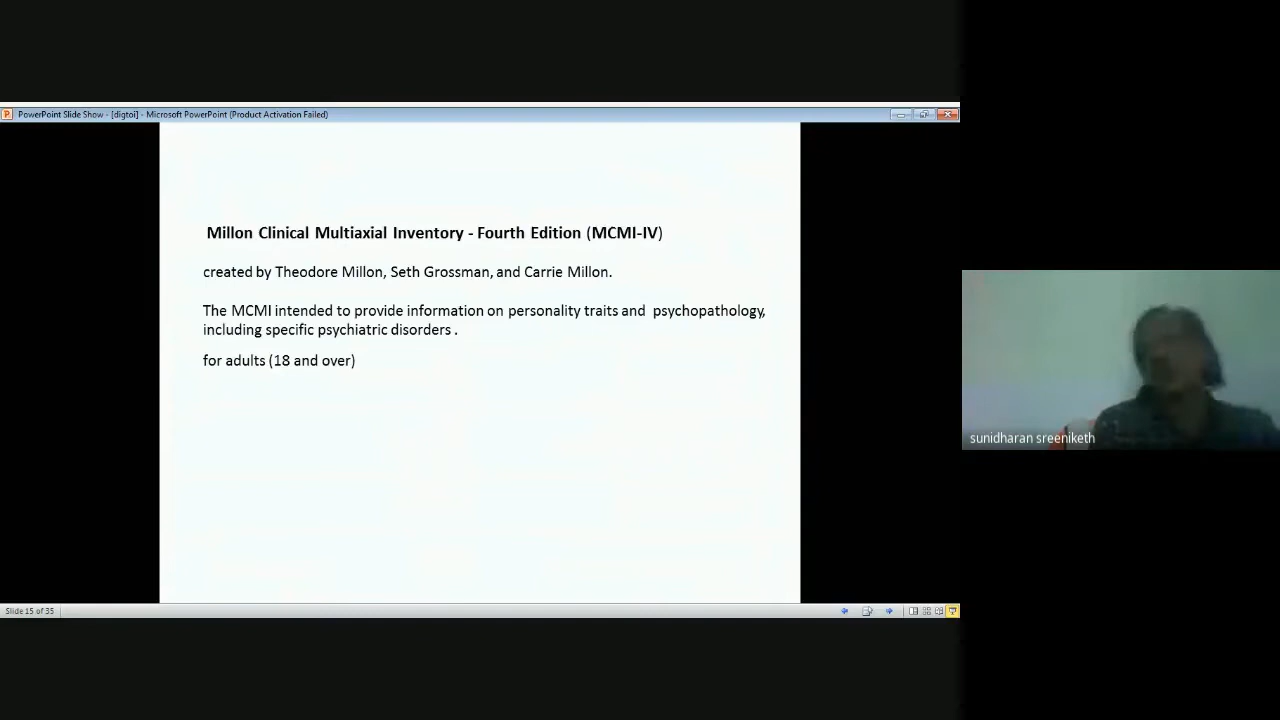 PowerPoint Slide Show - [digtoi] - Microsoft PowerPoint (Product Activation Failed)
Millon Clinical Multiaxial Inventory - Fourth Edition (MCMI-IV)
created by Theodore Millon, Seth Grossman, and Carrie Millon.
The MCMI intended to provide information on personality traits and psychopathology,
including specific psychiatric disorders .
for adults (18 and over)
sunidharan sreeniketh
Slide 15 of 35